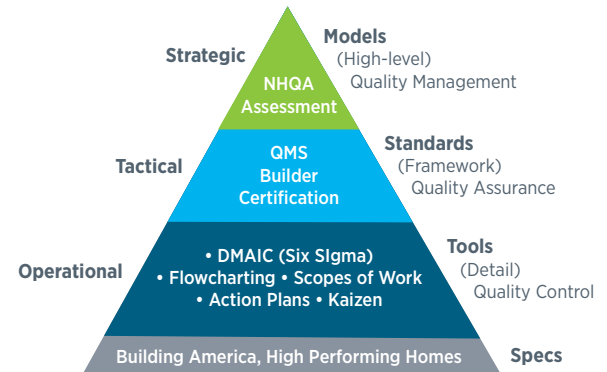 Strategic
Models
(High-level)
Quality Management
NHQA
Assessment
Tactical
Standards
(Framework)
Quality Assurance
QMS
Builder
Certification
Operational
Tools
(Detail)
Quality Control
• DMAIC (Six SIgma)
• Flowcharting • Scopes of Work
• Action Plans • Kaizen
Building America, High Performing Homes
Specs